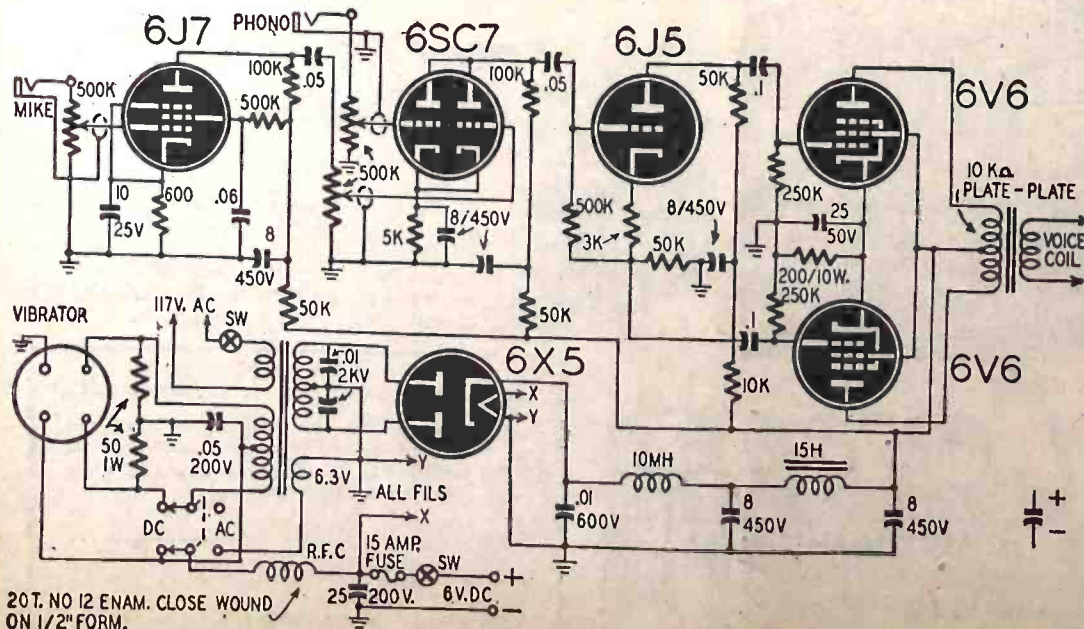 6J7
PHONO
6SC7
6J5
6V6
MIKE
500K
100K
.05
500K
10
25V
600
.06
8
450V
50K
500K
5K
8/450V
100K
.05
50K
500K
3K
50K
8/450V
50K
.1
250K
25
50V
200/10W.
250K
.1
10K
6V6
10 KΩ
PLATE-PLATE
VOICE
COIL
VIBRATOR
117V. AC
SW
.01
2KV
6X5
X
Y
50
1W
.05
200V
6.3V
Y
ALL FILS
X
DC
AC
R.F.C
15 AMP.
FUSE
SW
+
6V.DC
-
25
200V.
.01
600V
10MH
15H
8
450V
8
450V
+
-
20T. NO 12 ENAM. CLOSE WOUND
ON 1/2" FORM.